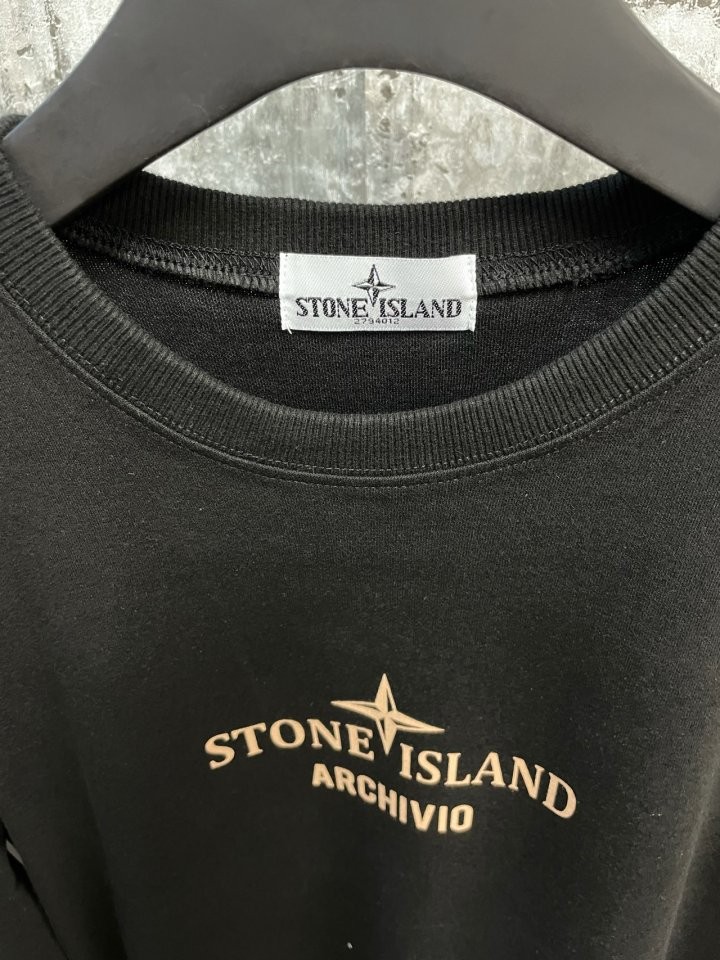 STONE ISLAND
2794012
STONE ISLAND
ARCHIVIO